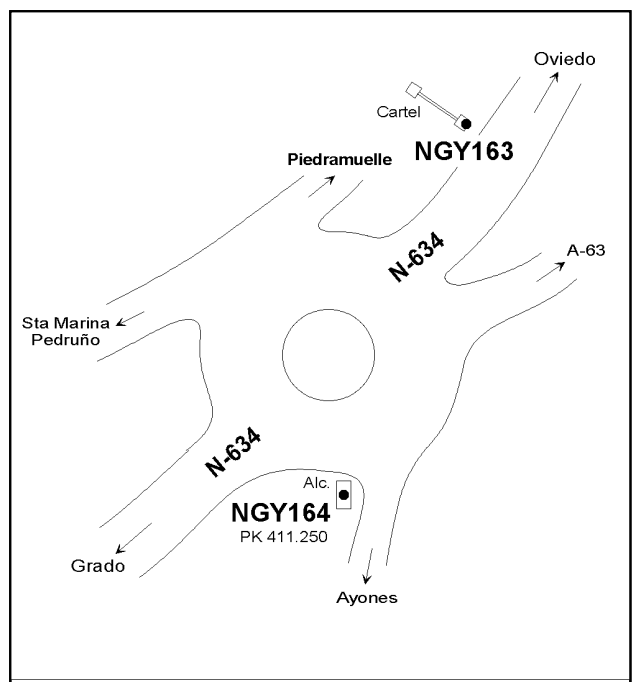 Oviedo
Cartel
NGY163
Piedramuelle
N-634
A-63
Sta Marina
Pedruño
N-634
Alc.
NGY164
PK 411.250
Grado
Ayones